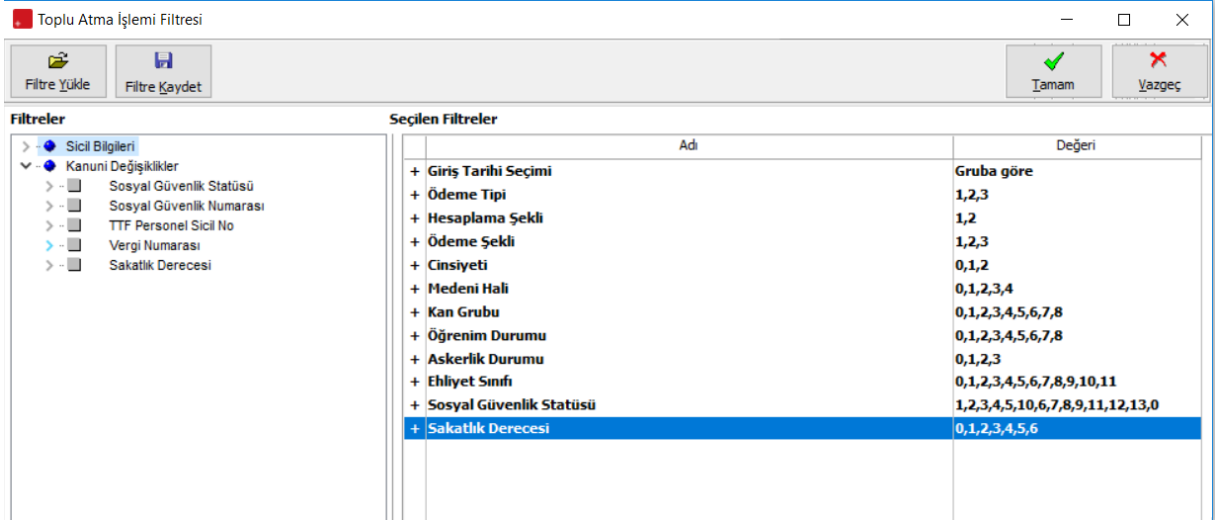 Toplu Atma İşlemi Filtresi
Filtre Yükle
Filtre Kaydet
Tamam
Vazgeç
Filtreler
Seçilen Filtreler
Sicil Bilgileri
Kanuni Değişiklikler
Sosyal Güvenlik Statüsü
Sosyal Güvenlik Numarası
TTF Personel Sicil No
Vergi Numarası
Sakatlık Derecesi
Adı Değeri
+ Giriş Tarihi Seçimi Gruba göre
+ Ödeme Tipi 1,2,3
+ Hesaplama Şekli 1,2
+ Ödeme Şekli 1,2,3
+ Cinsiyeti 0,1,2
+ Medeni Hali 0,1,2,3,4
+ Kan Grubu 0,1,2,3,4,5,6,7,8
+ Öğrenim Durumu 0,1,2,3,4,5,6,7,8
+ Askerlik Durumu 0,1,2,3
+ Ehliyet Sınıfı 0,1,2,3,4,5,6,7,8,9,10,11
+ Sosyal Güvenlik Statüsü 1,2,3,4,5,10,6,7,8,9,11,12,13,0
+ Sakatlık Derecesi 0,1,2,3,4,5,6